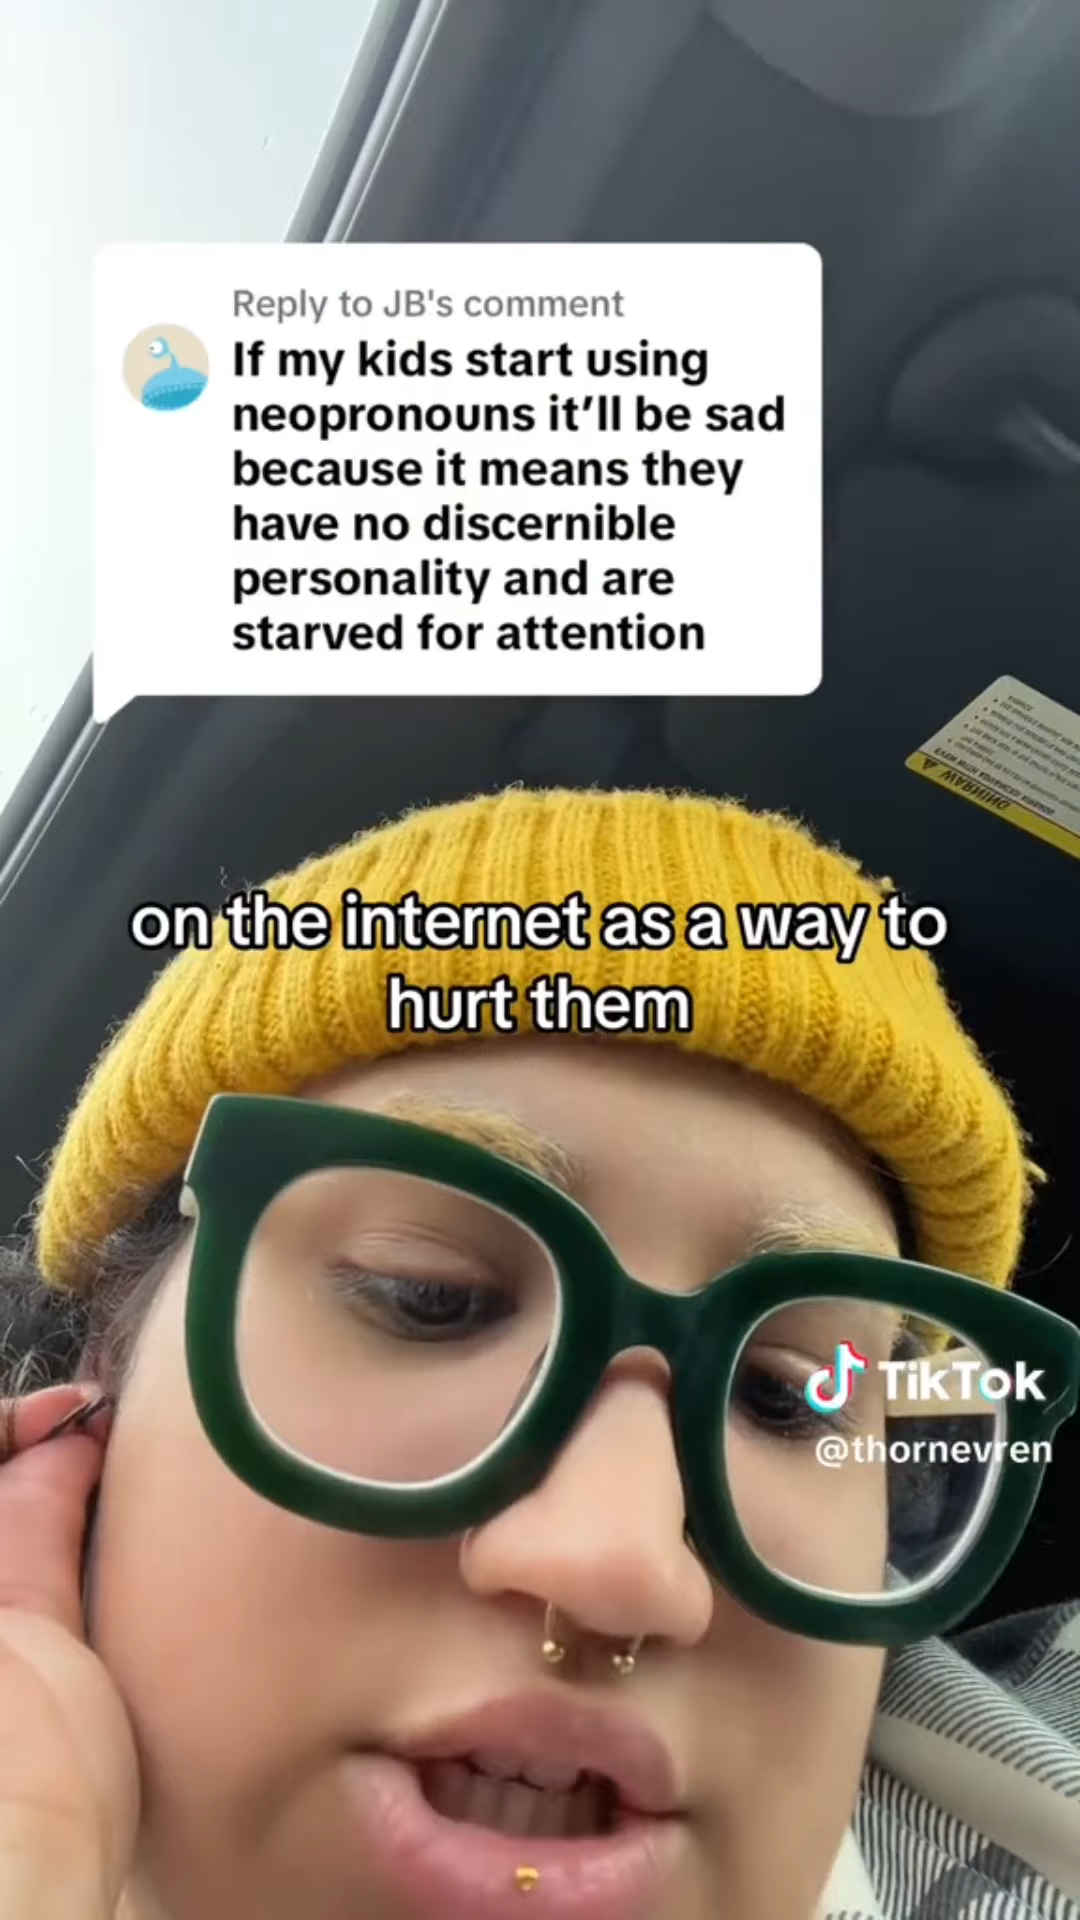 Reply to JB's comment
If my kids start using
neopronouns it’ll be sad
because it means they
have no discernible
personality and are
starved for attention
WARNING
on the internet as a way to
hurt them
TikTok
@thornevren